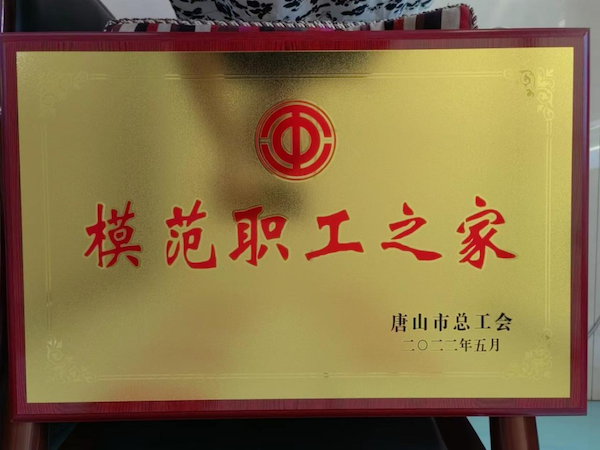 模范职工之家
唐山市总工会
二〇二二年五月